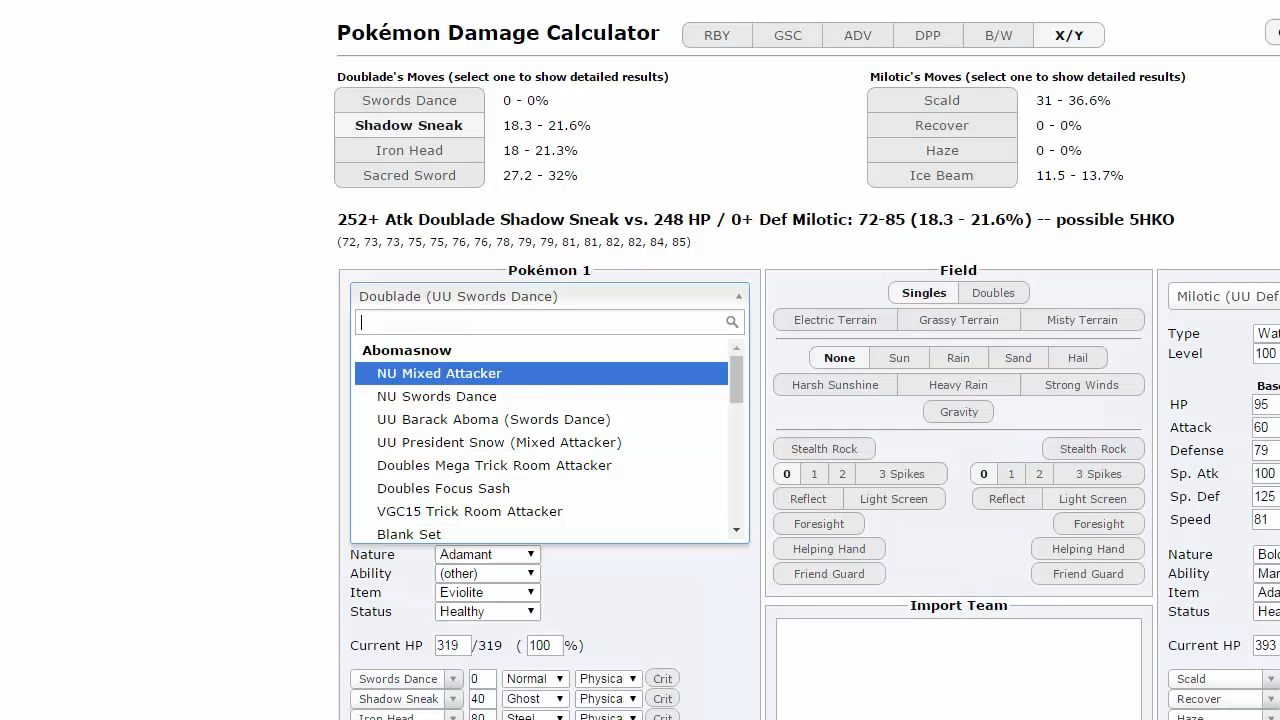 Pokémon Damage Calculator RBY GSC ADV DPP B/W X/Y
Doublade's Moves (select one to show detailed results)
Swords Dance 0 - 0%
Shadow Sneak 18.3 - 21.6%
Iron Head 18 - 21.3%
Sacred Sword 27.2 - 32%
Milotic's Moves (select one to show detailed results)
Scald 31 - 36.6%
Recover 0 - 0%
Haze 0 - 0%
Ice Beam 11.5 - 13.7%
252+ Atk Doublade Shadow Sneak vs. 248 HP / 0+ Def Milotic: 72-85 (18.3 - 21.6%) -- possible 5HKO
(72, 73, 73, 75, 75, 76, 76, 78, 79, 79, 81, 81, 82, 82, 84, 85)
Pokémon 1
Doublade (UU Swords Dance)
Abomasnow
NU Mixed Attacker
NU Swords Dance
UU Barack Aboma (Swords Dance)
UU President Snow (Mixed Attacker)
Doubles Mega Trick Room Attacker
Doubles Focus Sash
VGC15 Trick Room Attacker
Blank Set
Nature Adamant
Ability (other)
Item Eviolite
Status Healthy
Current HP 319 /319 ( 100 %)
Swords Dance 0 Normal Physica Crit
Shadow Sneak 40 Ghost Physica Crit
Iron Head 80 Steel Physica Crit
Field
Singles Doubles
Electric Terrain Grassy Terrain Misty Terrain
None Sun Rain Sand Hail
Harsh Sunshine Heavy Rain Strong Winds
Gravity
Stealth Rock Stealth Rock
0 1 2 3 Spikes 0 1 2 3 Spikes
Reflect Light Screen Reflect Light Screen
Foresight Foresight
Helping Hand Helping Hand
Friend Guard Friend Guard
Import Team
Milotic (UU Def
Type Wat
Level 100
Base
HP 95
Attack 60
Defense 79
Sp. Atk 100
Sp. Def 125
Speed 81
Nature Bold
Ability Mar
Item Ada
Status Hea
Current HP 393
Scald
Recover
Haze